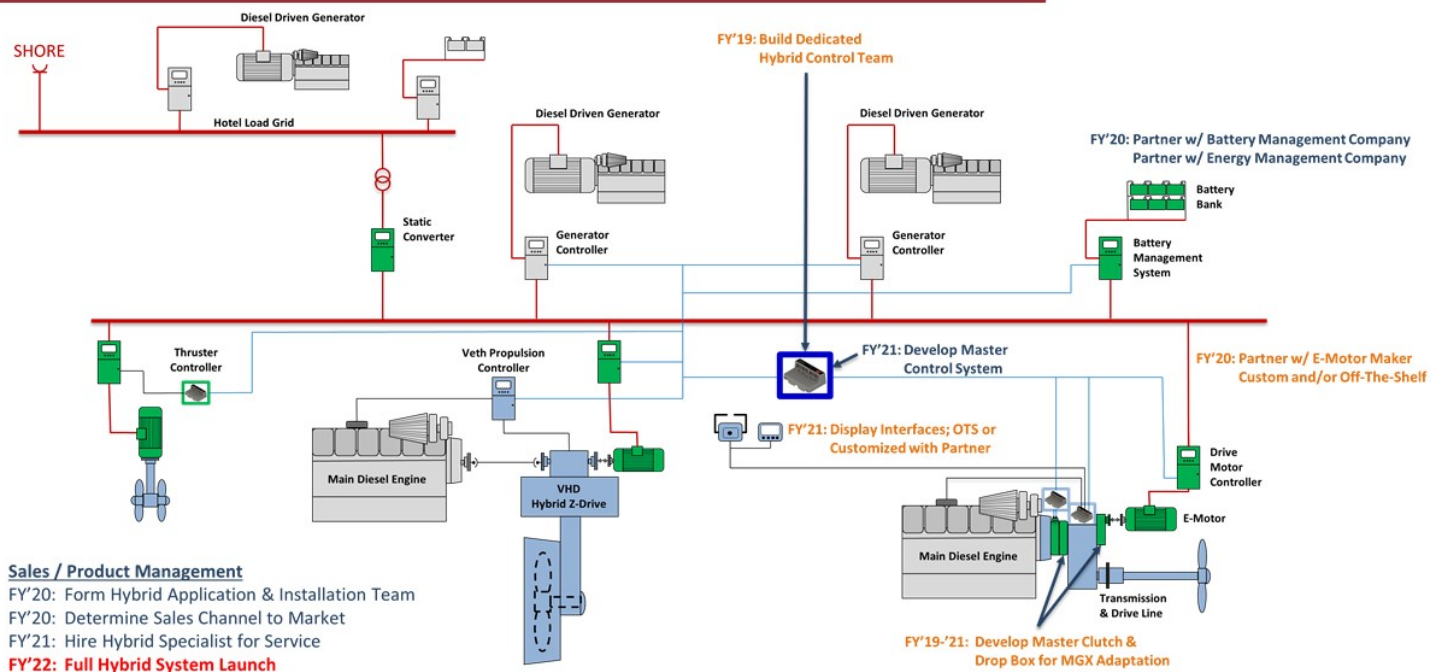 Diesel Driven Generator
SHORE
Hotel Load Grid
FY'19: Build Dedicated
Hybrid Control Team
Diesel Driven Generator
Diesel Driven Generator
FY'20: Partner w/ Battery Management Company
Partner w/ Energy Management Company
Battery
Bank
Static
Converter
Generator
Controller
Generator
Controller
Battery
Management
System
Thruster
Controller
Veth Propulsion
Controller
FY'21: Develop Master
Control System
FY'20: Partner w/ E-Motor Maker
Custom and/or Off-The-Shelf
FY'21: Display Interfaces; OTS or
Customized with Partner
Drive
Motor
Controller
Main Diesel Engine
VHD
Hybrid Z-Drive
E-Motor
Main Diesel Engine
Transmission
& Drive Line
Sales / Product Management
FY'20: Form Hybrid Application & Installation Team
FY'20: Determine Sales Channel to Market
FY'21: Hire Hybrid Specialist for Service
FY'22: Full Hybrid System Launch
FY'19-'21: Develop Master Clutch &
Drop Box for MGX Adaptation